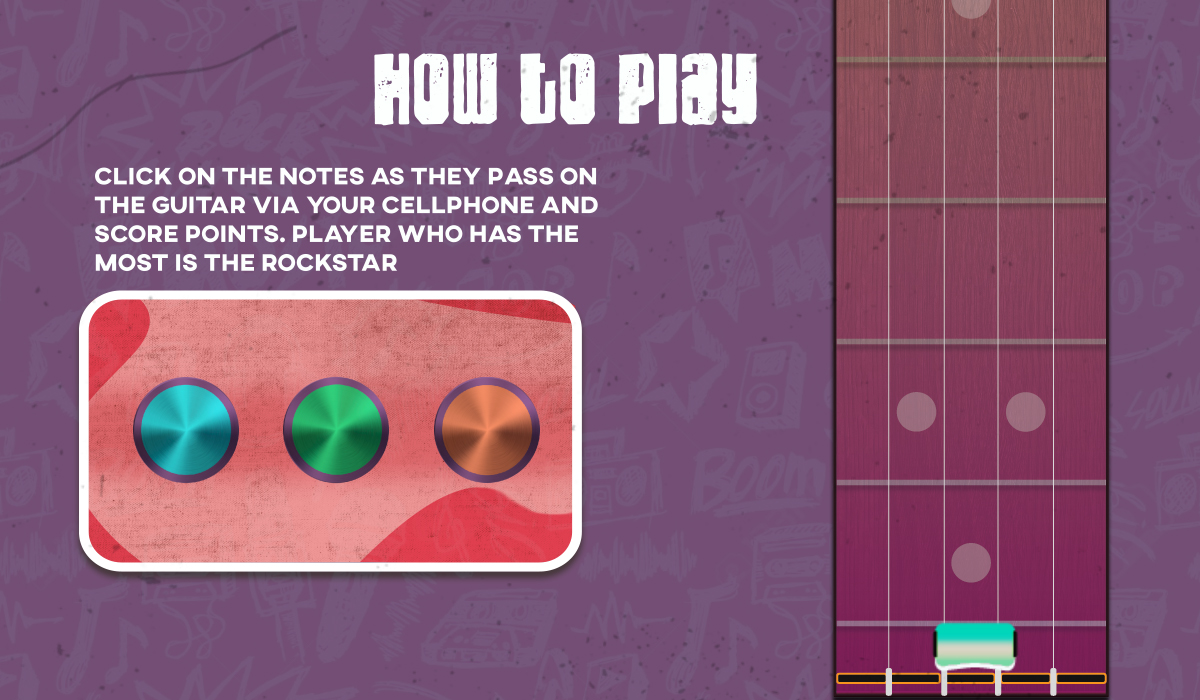 How to Play
CLICK ON THE NOTES AS THEY PASS ON
THE GUITAR VIA YOUR CELLPHONE AND
SCORE POINTS. PLAYER WHO HAS THE
MOST IS THE ROCKSTAR
BOOM